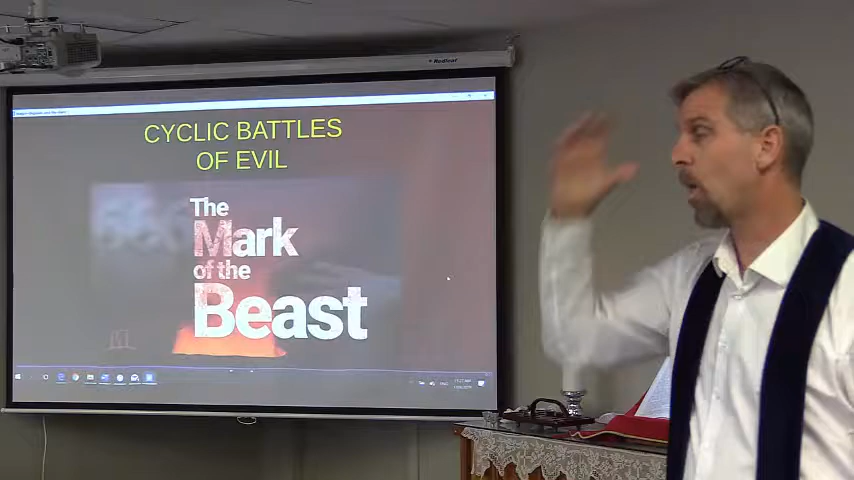 CYCLIC BATTLES
OF EVIL
The
Mark
of the
Beast